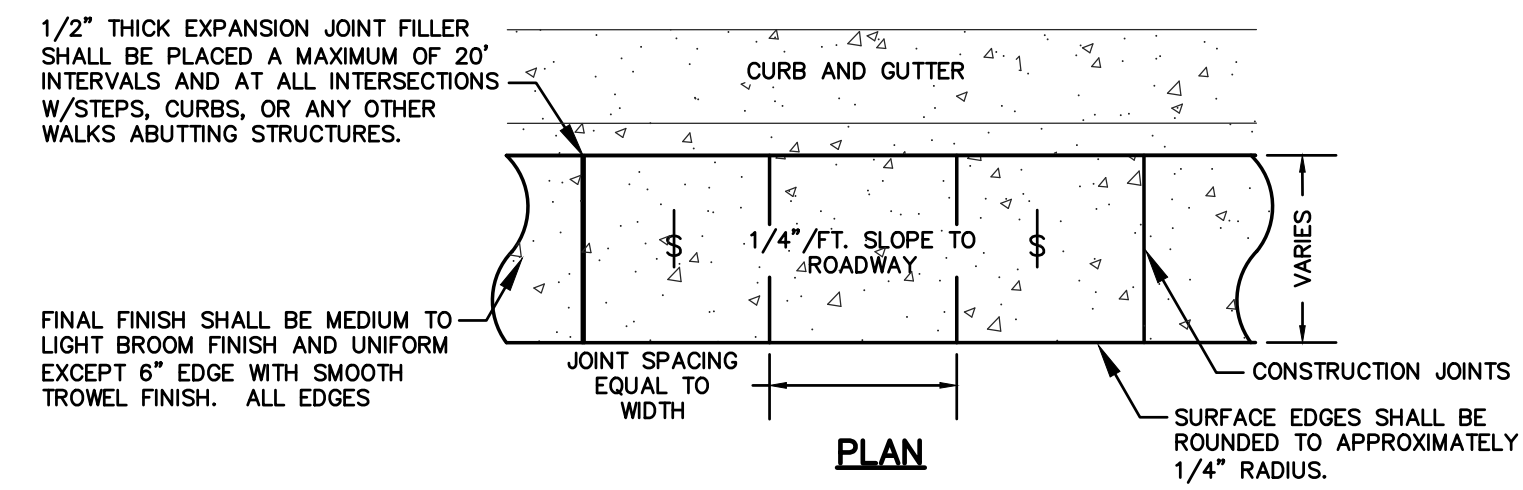 1/2" THICK EXPANSION JOINT FILLER
SHALL BE PLACED A MAXIMUM OF 20'
INTERVALS AND AT ALL INTERSECTIONS
W/STEPS, CURBS, OR ANY OTHER
WALKS ABUTTING STRUCTURES.
CURB AND GUTTER
S
1/4"/FT. SLOPE TO
ROADWAY
S
VARIES
FINAL FINISH SHALL BE MEDIUM TO
LIGHT BROOM FINISH AND UNIFORM
EXCEPT 6" EDGE WITH SMOOTH
TROWEL FINISH. ALL EDGES
JOINT SPACING
EQUAL TO
WIDTH
CONSTRUCTION JOINTS
SURFACE EDGES SHALL BE
ROUNDED TO APPROXIMATELY
1/4" RADIUS.
PLAN